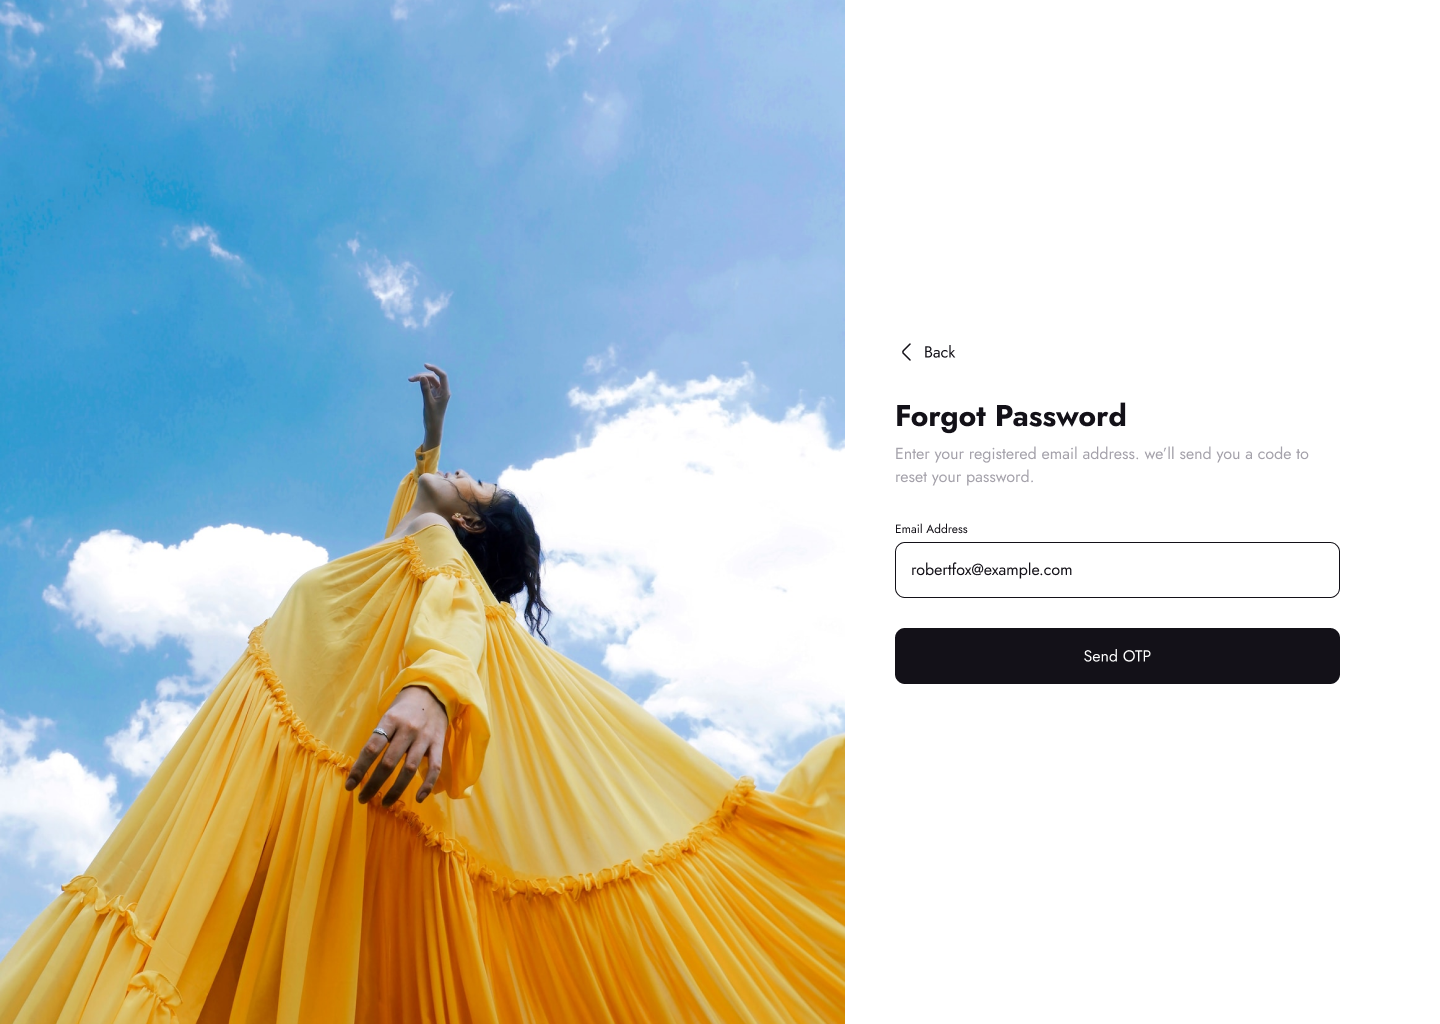 Back
Forgot Password
Enter your registered email address. we’ll send you a code to
reset your password.
Email Address
robertfox@example.com
Send OTP